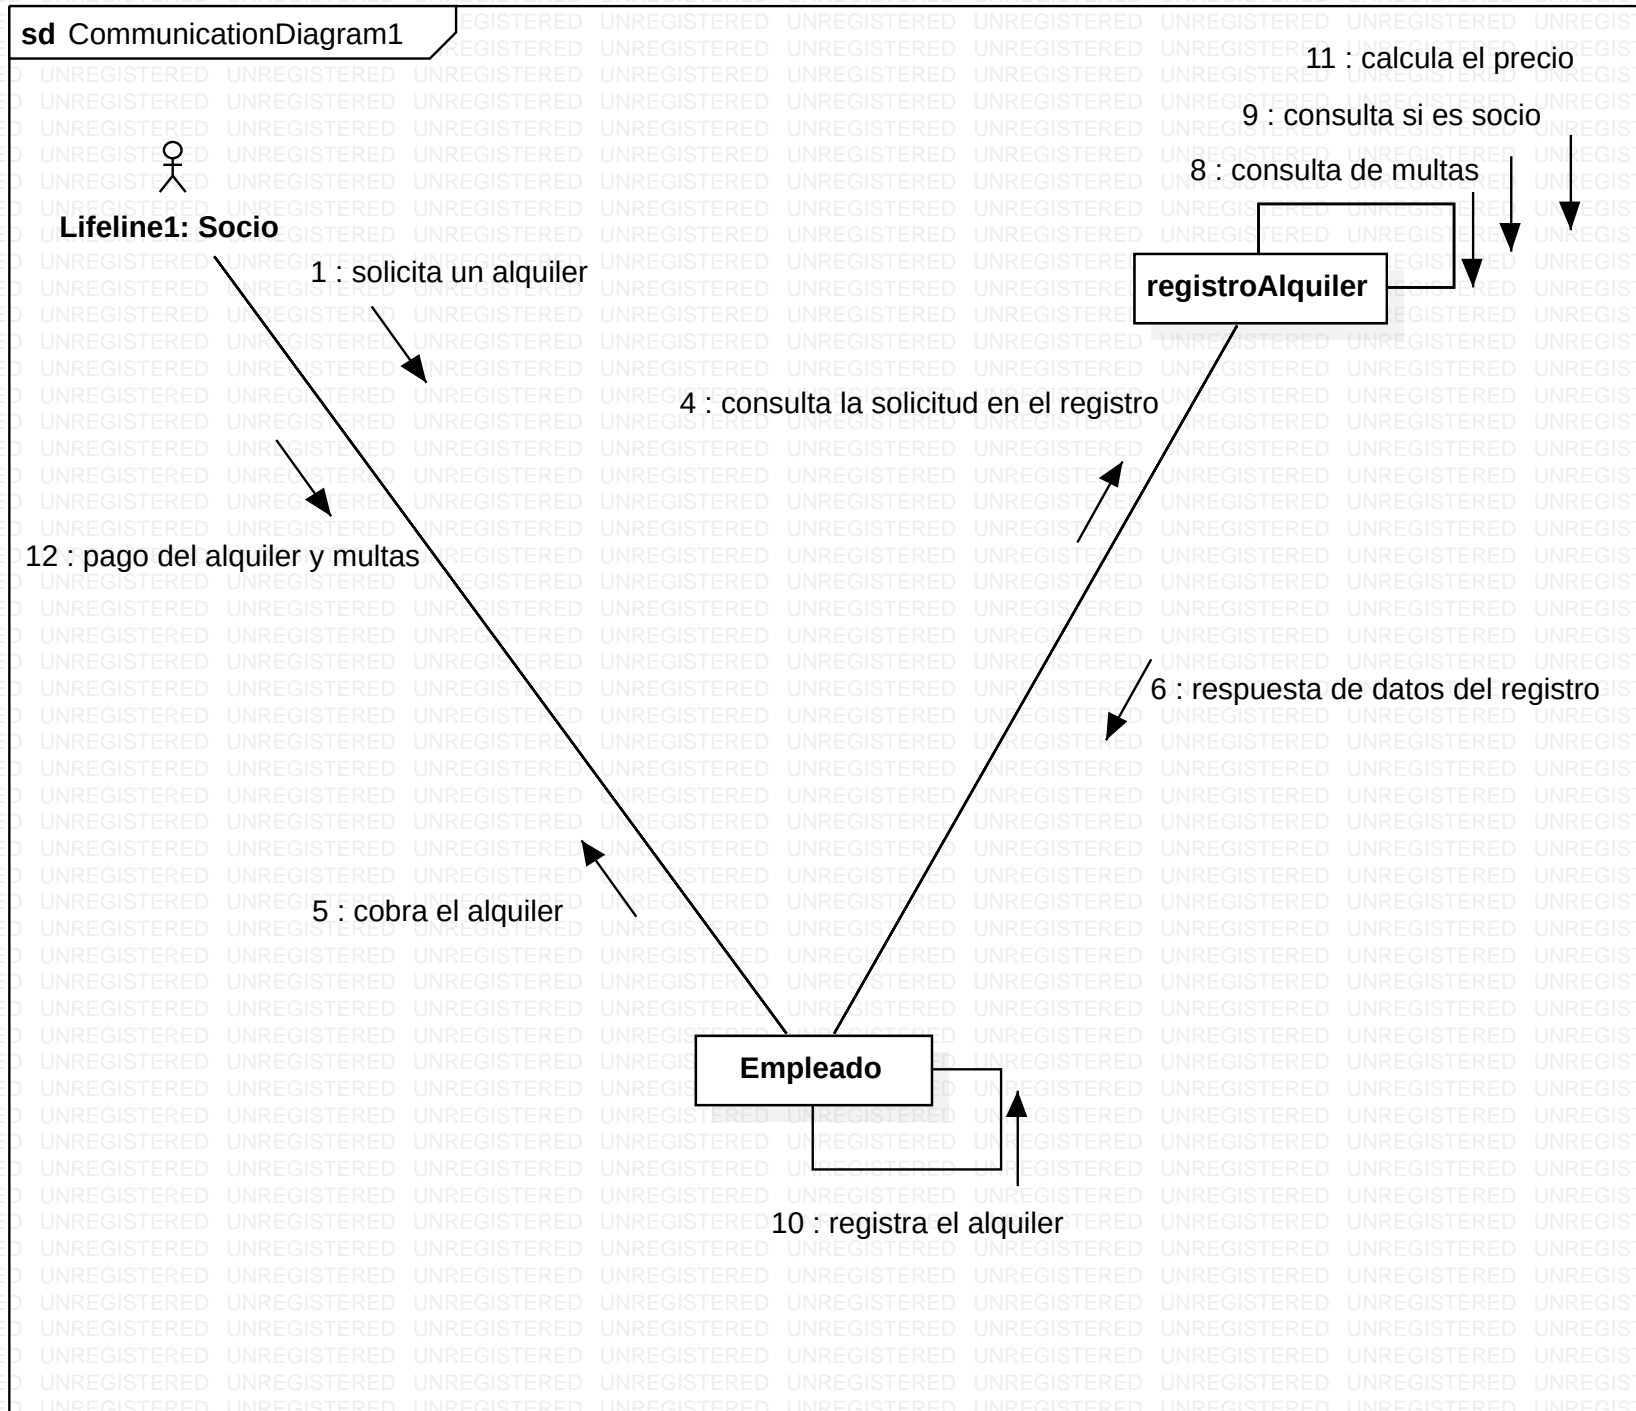 sd CommunicationDiagram1
11 : calcula el precio
9 : consulta si es socio
8 : consulta de multas
Lifeline1: Socio
1 : solicita un alquiler
registroAlquiler
4 : consulta la solicitud en el registro
12 : pago del alquiler y multas
6 : respuesta de datos del registro
5 : cobra el alquiler
Empleado
10 : registra el alquiler
UNREGISTERED